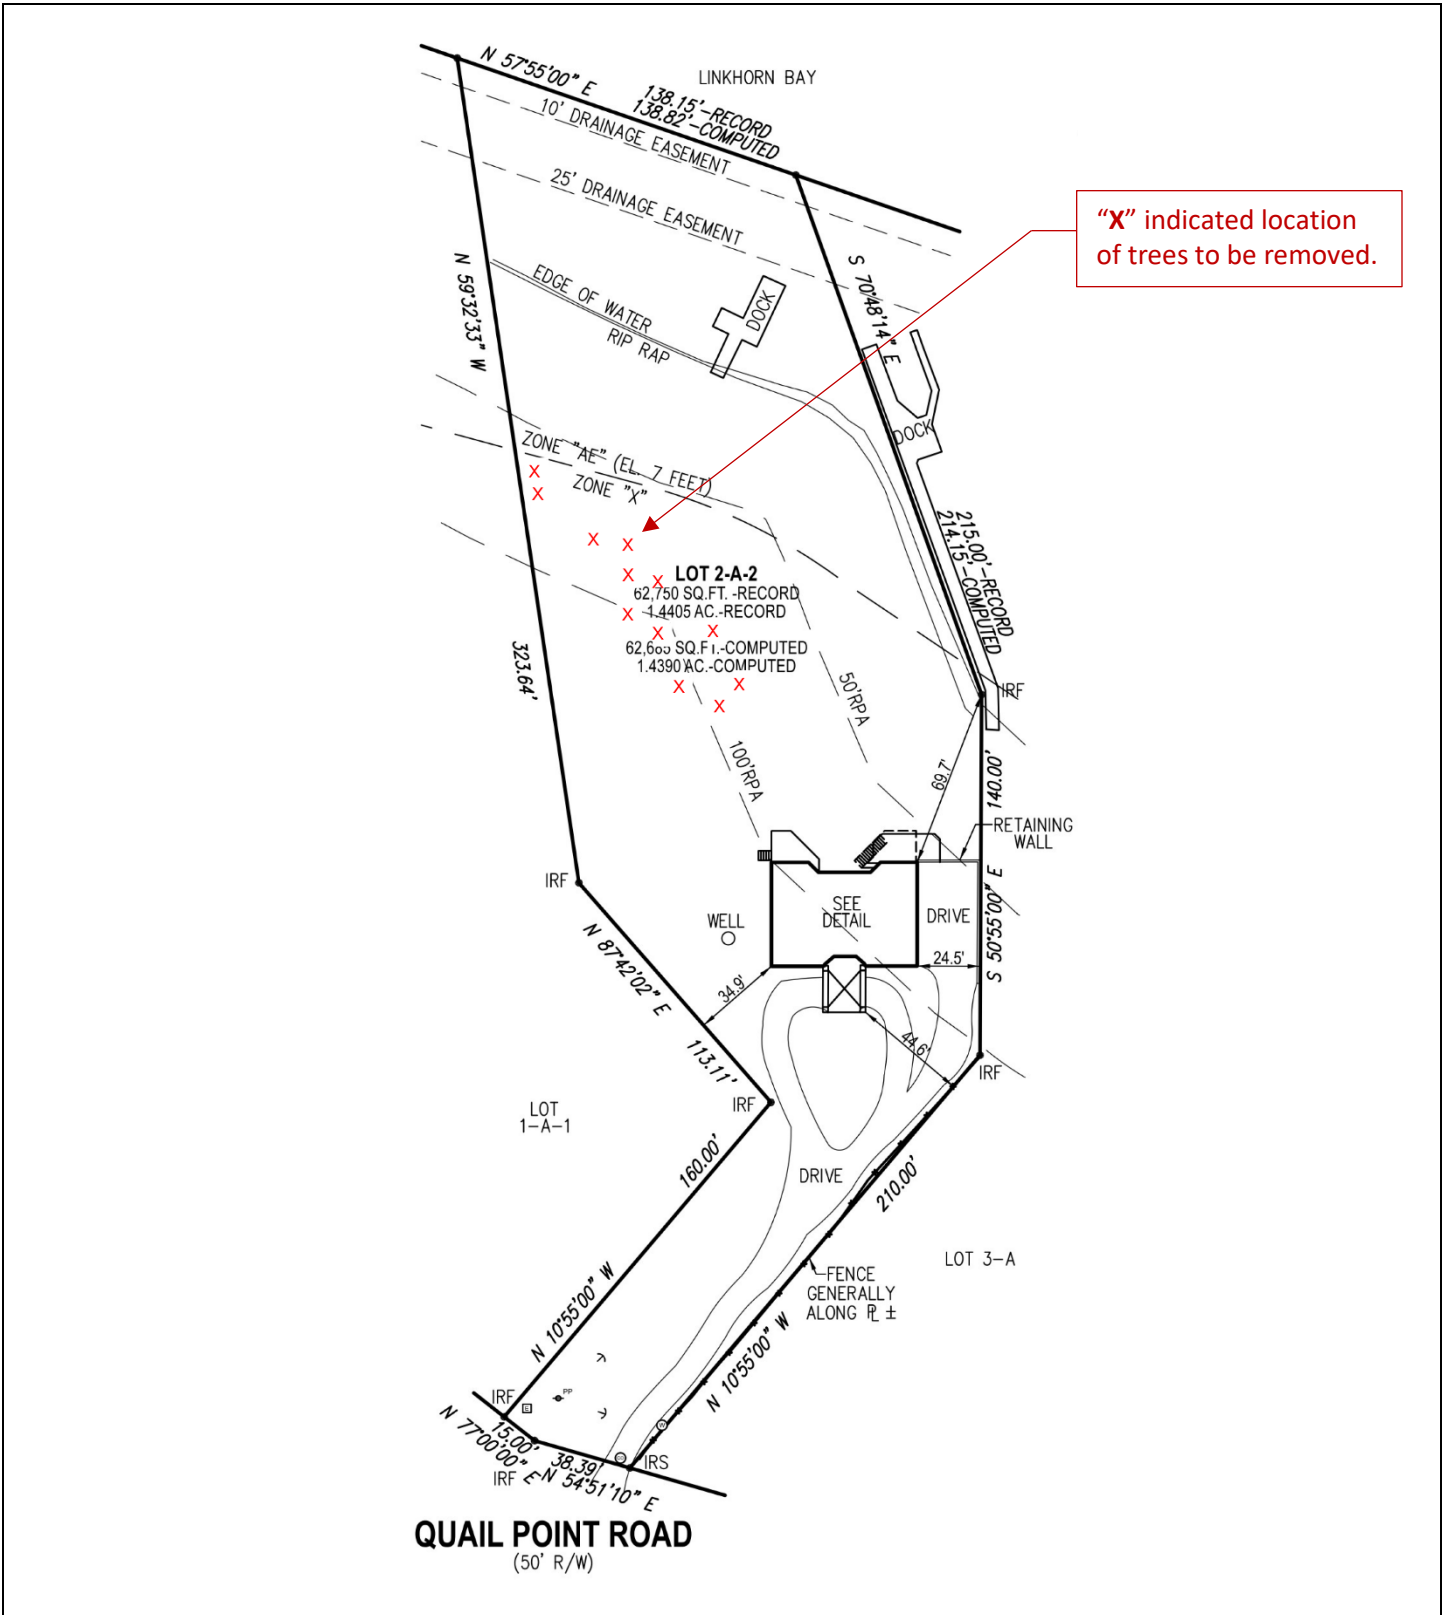 N 57°55'00" E
LINKHORN BAY
138.15'-RECORD
138.82'-COMPUTED
10' DRAINAGE EASEMENT
25' DRAINAGE EASEMENT
“X” indicated location
of trees to be removed.
N 59°32'33" W
S 70°48'14" E
EDGE OF WATER
RIP RAP
DOCK
DOCK
ZONE "AE" (EL. 7 FEET)
ZONE "X"
X
X
X
X
X
X
X
X
X
X
X
X
LOT 2-A-2
62,750 SQ.FT. -RECORD
1.4405 AC.-RECORD
SQ.FT.-COMPUTED
1.4390 AC.-COMPUTED
215.00'-RECORD
214.15'-COMPUTED
323.64'
50'RPA
100'RPA
IRF
69.7'
140.00'
RETAINING
WALL
S 50°55'00" E
IRF
SEE
DETAIL
DRIVE
WELL
24.5'
N 87°42'02" E
34.9'
113.11'
44.6'
IRF
IRF
LOT
1-A-1
160.00'
DRIVE
210.00'
LOT 3-A
FENCE
GENERALLY
ALONG PL ±
N 10°55'00" W
N 10°55'00" W
IRF
PP
E
15.00'
N 77°00'00" E
IRF
38.39'
N 54°51'10" E
W
IRS
QUAIL POINT ROAD
(50' R/W)